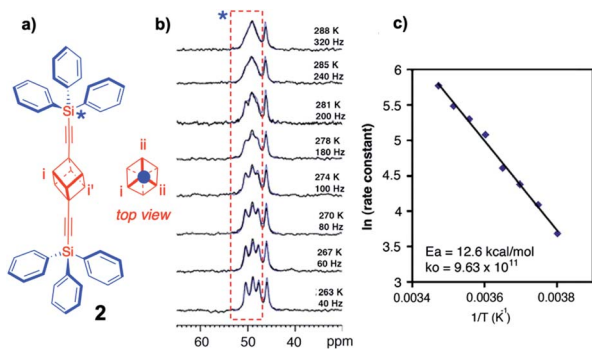 a)
Si
*
i
i'
Si
2
ii
i
ii
top view
b)
*
288 K
320 Hz
285 K
240 Hz
281 K
200 Hz
278 K
180 Hz
274 K
100 Hz
270 K
80 Hz
267 K
60 Hz
263 K
40 Hz
60 50 40 ppm
c)
ln (rate constant)
6
5.5
5
4.5
4
3.5
3
Ea = 12.6 kcal/mol
ko = 9.63 x 10¹¹
0.0034 0.0036 0.0038
1/T (K⁻¹)